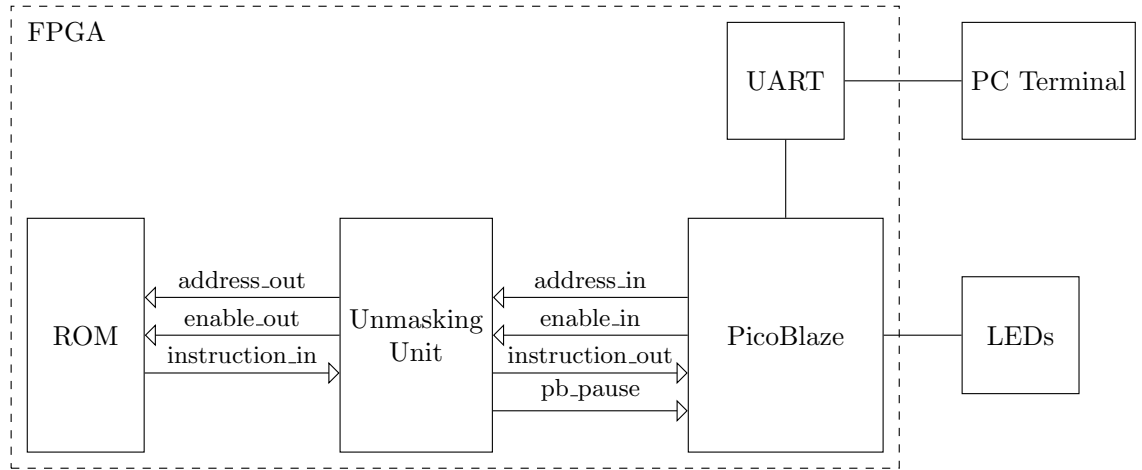 FPGA
UART
PC Terminal
ROM
address_out
enable_out
instruction_in
Unmasking
Unit
address_in
enable_in
instruction_out
pb_pause
PicoBlaze
LEDs